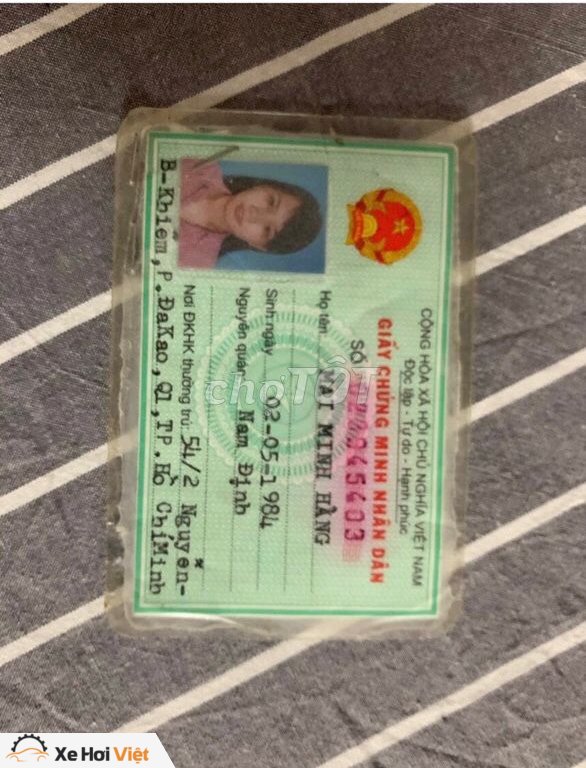 CỘNG HÒA XÃ HỘI CHỦ NGHĨA VIỆT NAM
Độc lập - Tự do - Hạnh phúc
GIẤY CHỨNG MINH NHÂN DÂN
SỐ
Họ tên MAI MINH HẰNG
Sinh ngày 02-05-1984
Nguyên quán Nam Định
Nơi ĐKHK thường trú: 54/2 Nguyễn-
B-Khiêm,P.ĐaKao,Q1,TP.Hồ ChíMinh
chợTỐT
Xe Hơi Việt